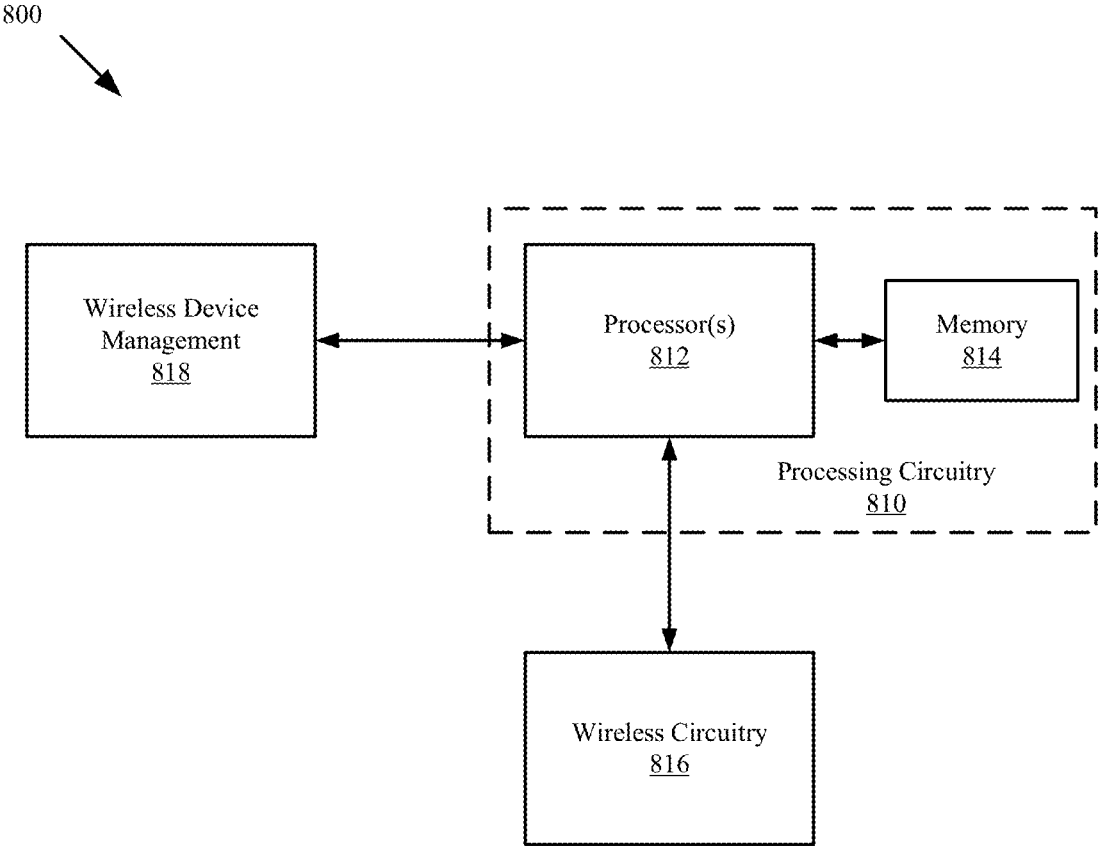 800
Wireless Device
Management
818
Processor(s)
812
Memory
814
Processing Circuitry
810
Wireless Circuitry
816